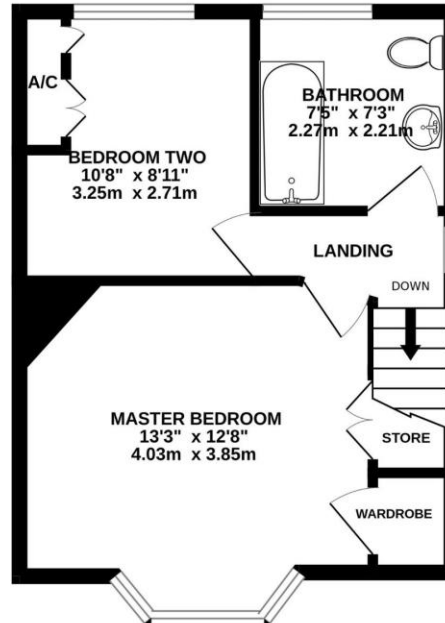 A/C
BATHROOM
7'5" x 7'3"
2.27m x 2.21m
BEDROOM TWO
10'8" x 8'11"
3.25m x 2.71m
LANDING
DOWN
MASTER BEDROOM
13'3" x 12'8"
4.03m x 3.85m
STORE
WARDROBE